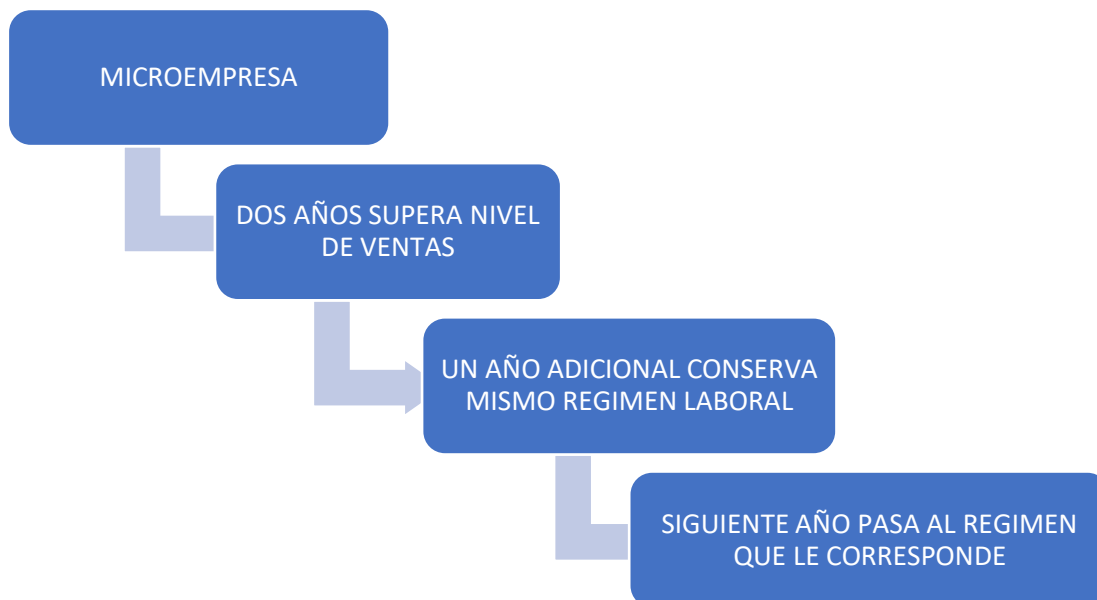 MICROEMPRESA
DOS AÑOS SUPERA NIVEL
DE VENTAS
UN AÑO ADICIONAL CONSERVA
MISMO REGIMEN LABORAL
SIGUIENTE AÑO PASA AL REGIMEN
QUE LE CORRESPONDE